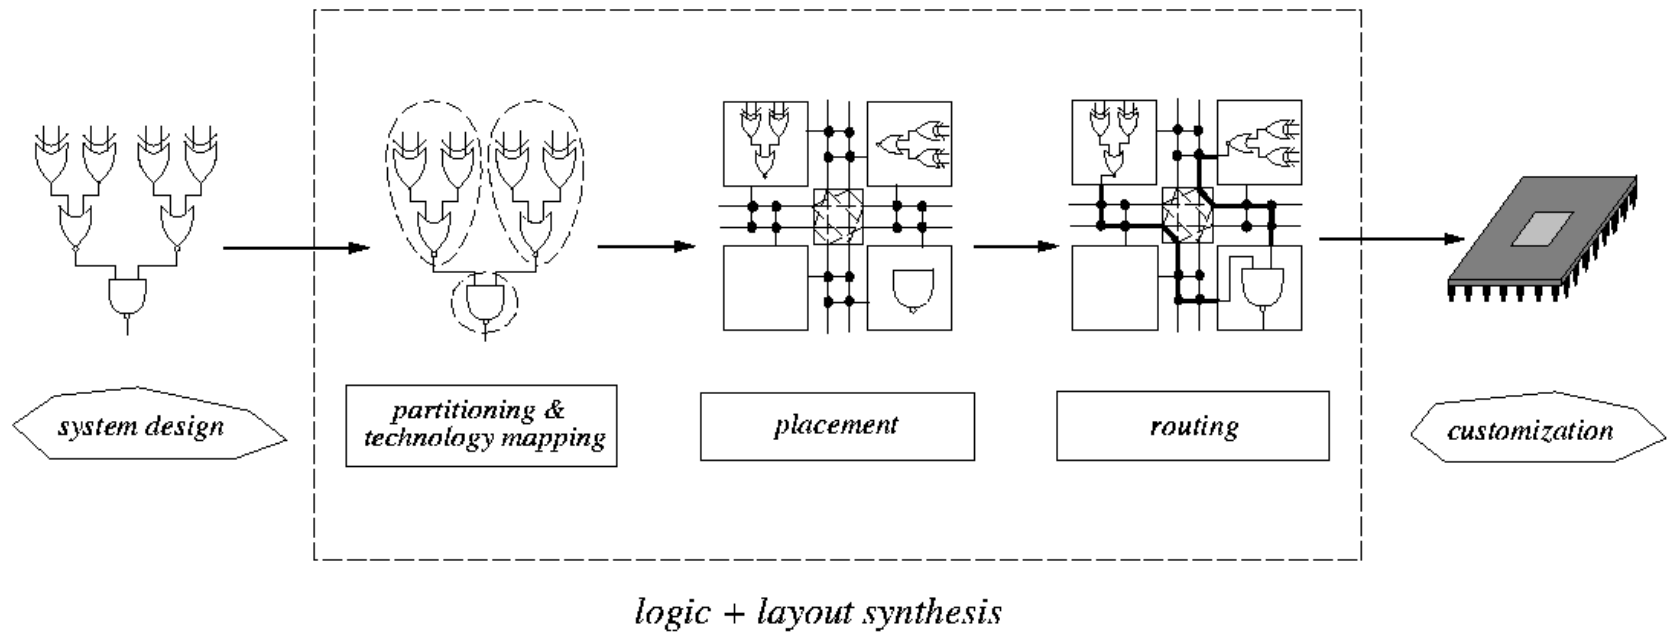 system design
partitioning &
technology mapping
placement
routing
customization
logic + layout synthesis